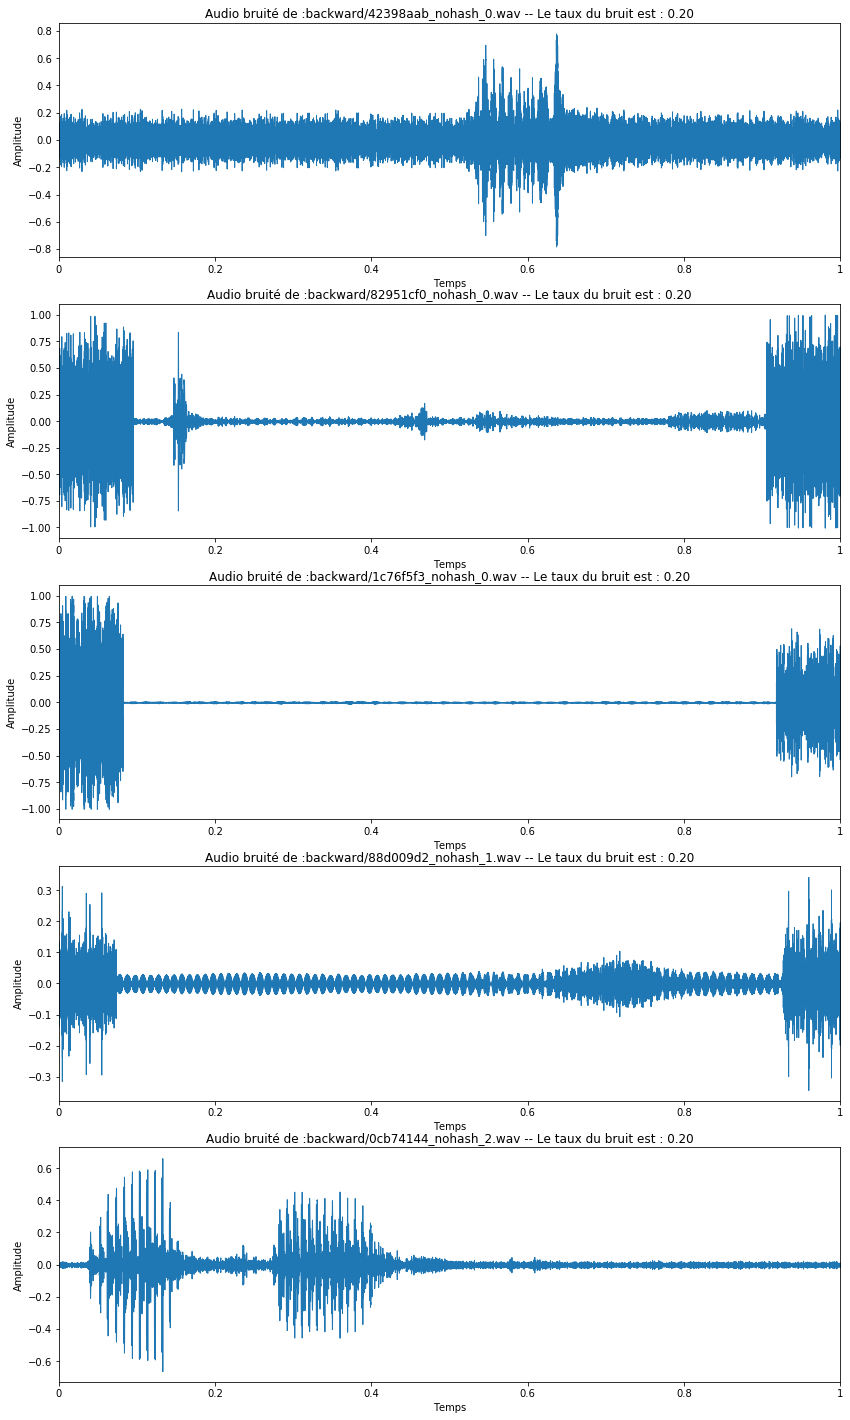 Audio bruité de :backward/42398aab_nohash_0.wav -- Le taux du bruit est : 0.20
0.8
0.6
0.4
0.2
0.0
−0.2
−0.4
−0.6
−0.8
Amplitude
0 0.2 0.4 0.6 0.8 1
Temps
Audio bruité de :backward/82951cf0_nohash_0.wav -- Le taux du bruit est : 0.20
1.00
0.75
0.50
0.25
0.00
−0.25
−0.50
−0.75
−1.00
Amplitude
0 0.2 0.4 0.6 0.8 1
Temps
Audio bruité de :backward/1c76f5f3_nohash_0.wav -- Le taux du bruit est : 0.20
1.00
0.75
0.50
0.25
0.00
−0.25
−0.50
−0.75
−1.00
Amplitude
0 0.2 0.4 0.6 0.8 1
Temps
Audio bruité de :backward/88d009d2_nohash_1.wav -- Le taux du bruit est : 0.20
0.3
0.2
0.1
0.0
−0.1
−0.2
−0.3
Amplitude
0 0.2 0.4 0.6 0.8 1
Temps
Audio bruité de :backward/0cb74144_nohash_2.wav -- Le taux du bruit est : 0.20
0.6
0.4
0.2
0.0
−0.2
−0.4
−0.6
Amplitude
0 0.2 0.4 0.6 0.8 1
Temps